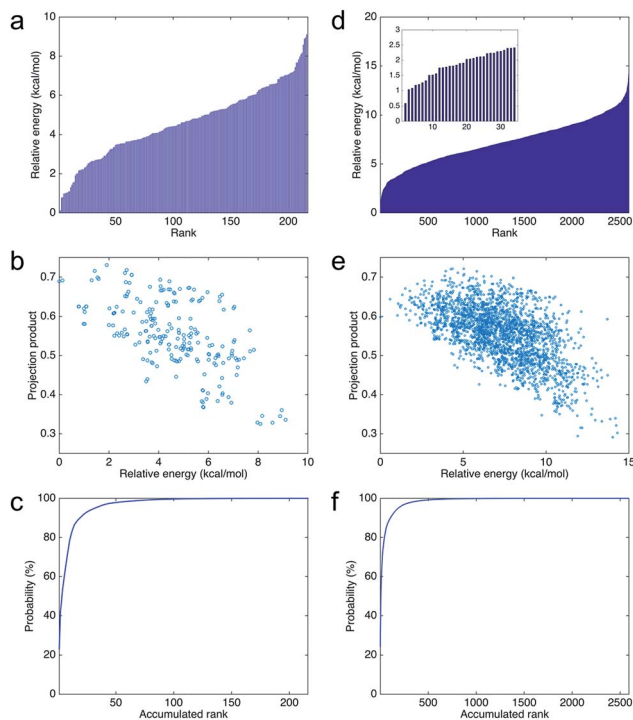 a
10
8
6
4
2
0
Relative energy (kcal/mol)
50 100 150 200
Rank
d
20
15
10
5
0
Relative energy (kcal/mol)
3
2.5
2
1.5
1
0.5
0
10 20 30
500 1000 1500 2000 2500
Rank
b
0.7
0.6
0.5
0.4
0.3
Projection product
0 2 4 6 8 10
Relative energy (kcal/mol)
e
0.7
0.6
0.5
0.4
0.3
Projection product
0 5 10 15
Relative energy (kcal/mol)
c
100
80
60
40
20
0
Probability (%)
0 50 100 150 200
Accumulated rank
f
100
80
60
40
20
0
Probability (%)
0 500 1000 1500 2000 2500
Accumulated rank